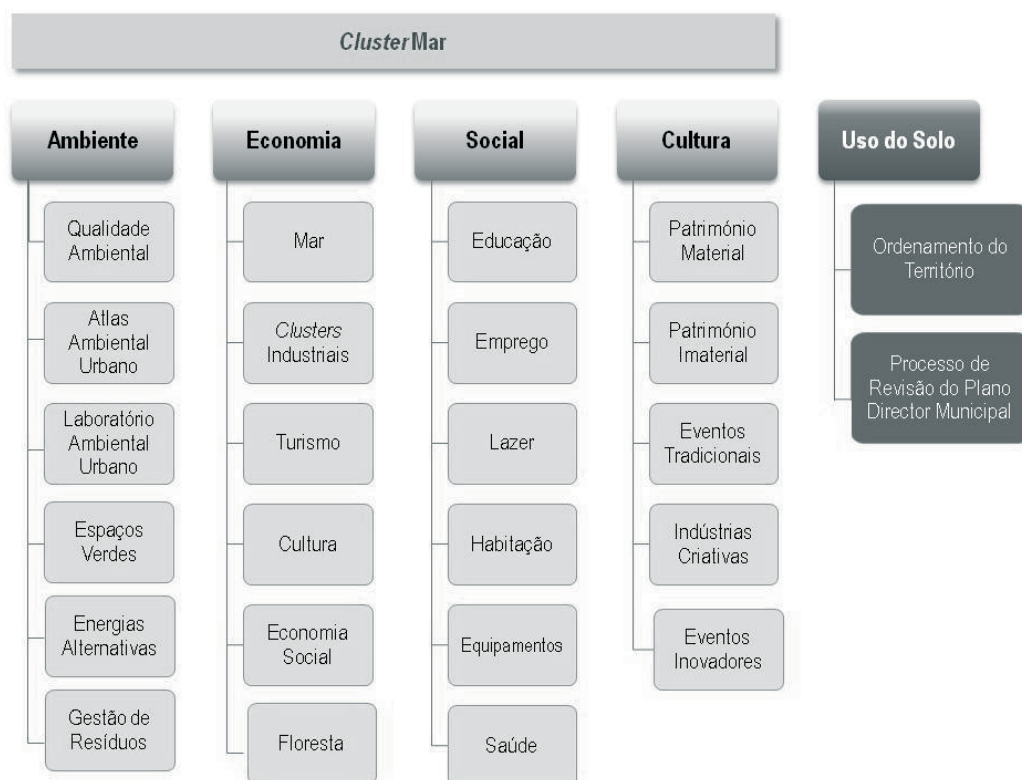 Cluster Mar
Ambiente
Qualidade
Ambiental
Atlas
Ambiental
Urbano
Laboratório
Ambiental
Urbano
Espaços
Verdes
Energias
Alternativas
Gestão de
Resíduos
Economia
Mar
Clusters
Industriais
Turismo
Cultura
Economia
Social
Floresta
Social
Educação
Emprego
Lazer
Habitação
Equipamentos
Saúde
Cultura
Património
Material
Património
Imaterial
Eventos
Tradicionais
Indústrias
Criativas
Eventos
Inovadores
Uso do Solo
Ordenamento do
Território
Processo de
Revisão do Plano
Director Municipal